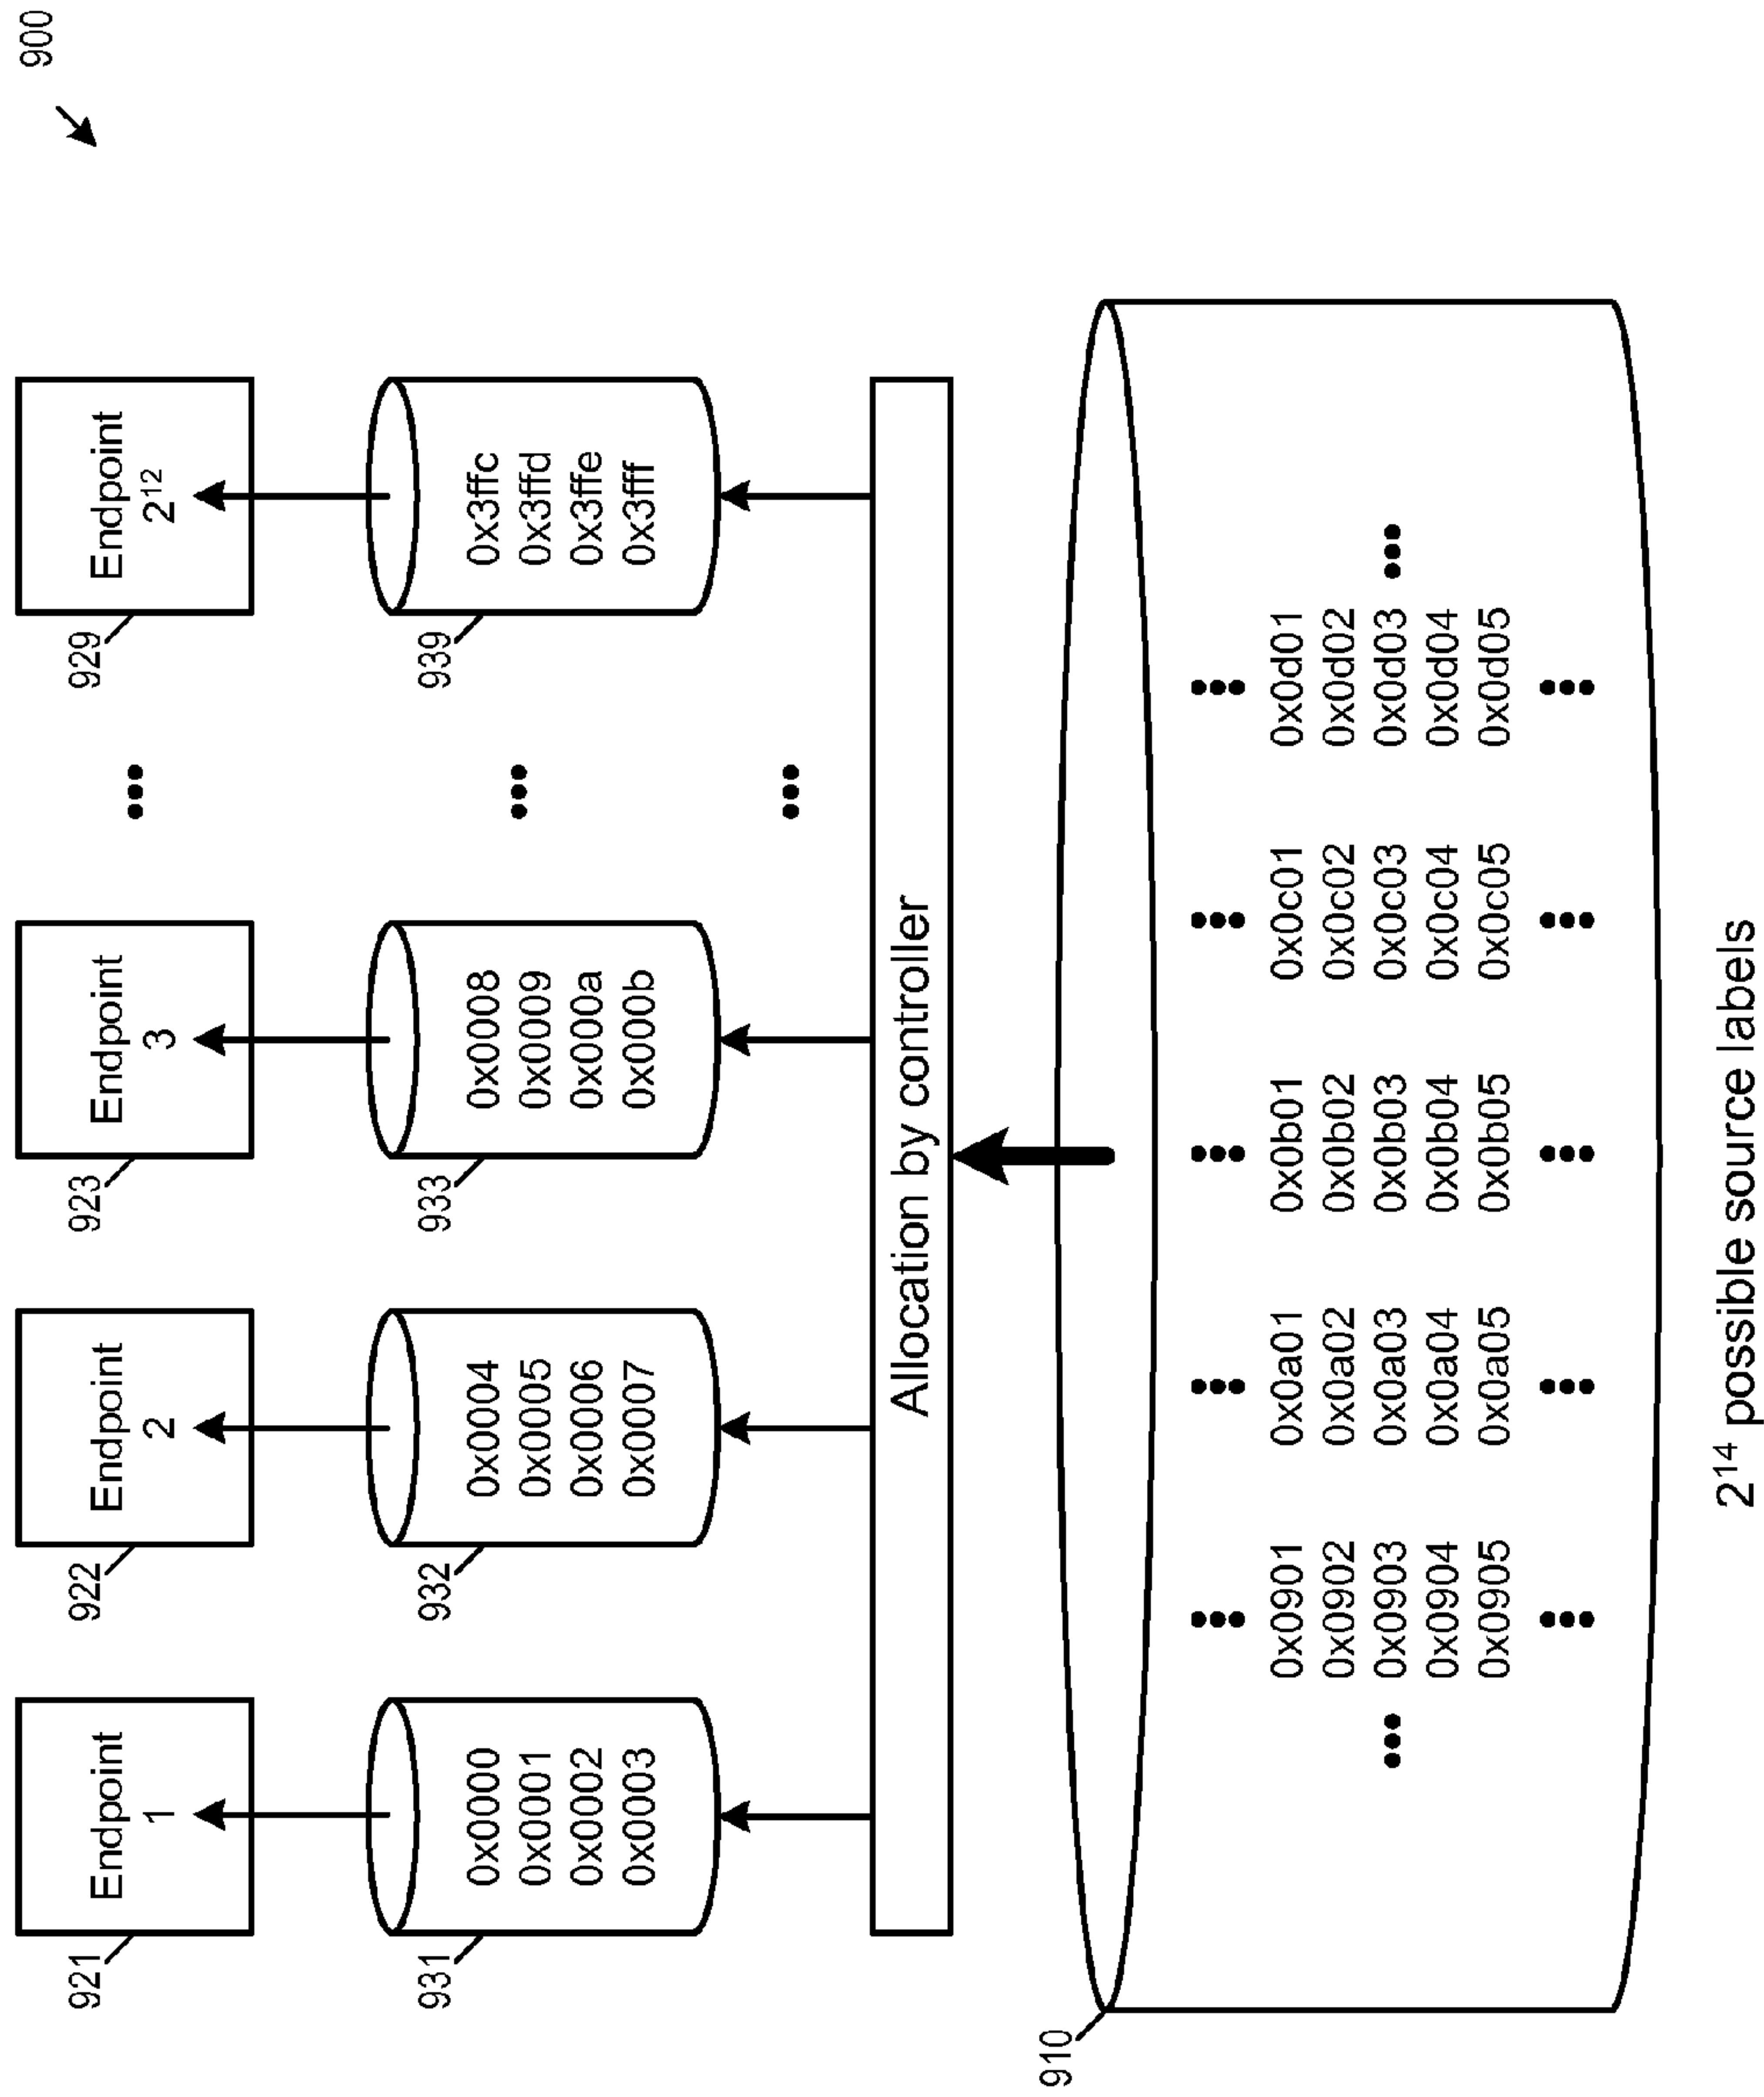 900
921
Endpoint
1
922
Endpoint
2
923
Endpoint
3
•••
929
Endpoint
2¹²
931
0x0000
0x0001
0x0002
0x0003
932
0x0004
0x0005
0x0006
0x0007
933
0x0008
0x0009
0x000a
0x000b
•••
939
0x3ffc
0x3ffd
0x3ffe
0x3fff
•••
Allocation by controller
910
•••
0x0901
0x0902
0x0903
0x0904
0x0905
0x0a01
0x0a02
0x0a03
0x0a04
0x0a05
0x0b01
0x0b02
0x0b03
0x0b04
0x0b05
0x0c01
0x0c02
0x0c03
0x0c04
0x0c05
0x0d01
0x0d02
0x0d03
0x0d04
0x0d05
•••
2¹⁴ possible source labels